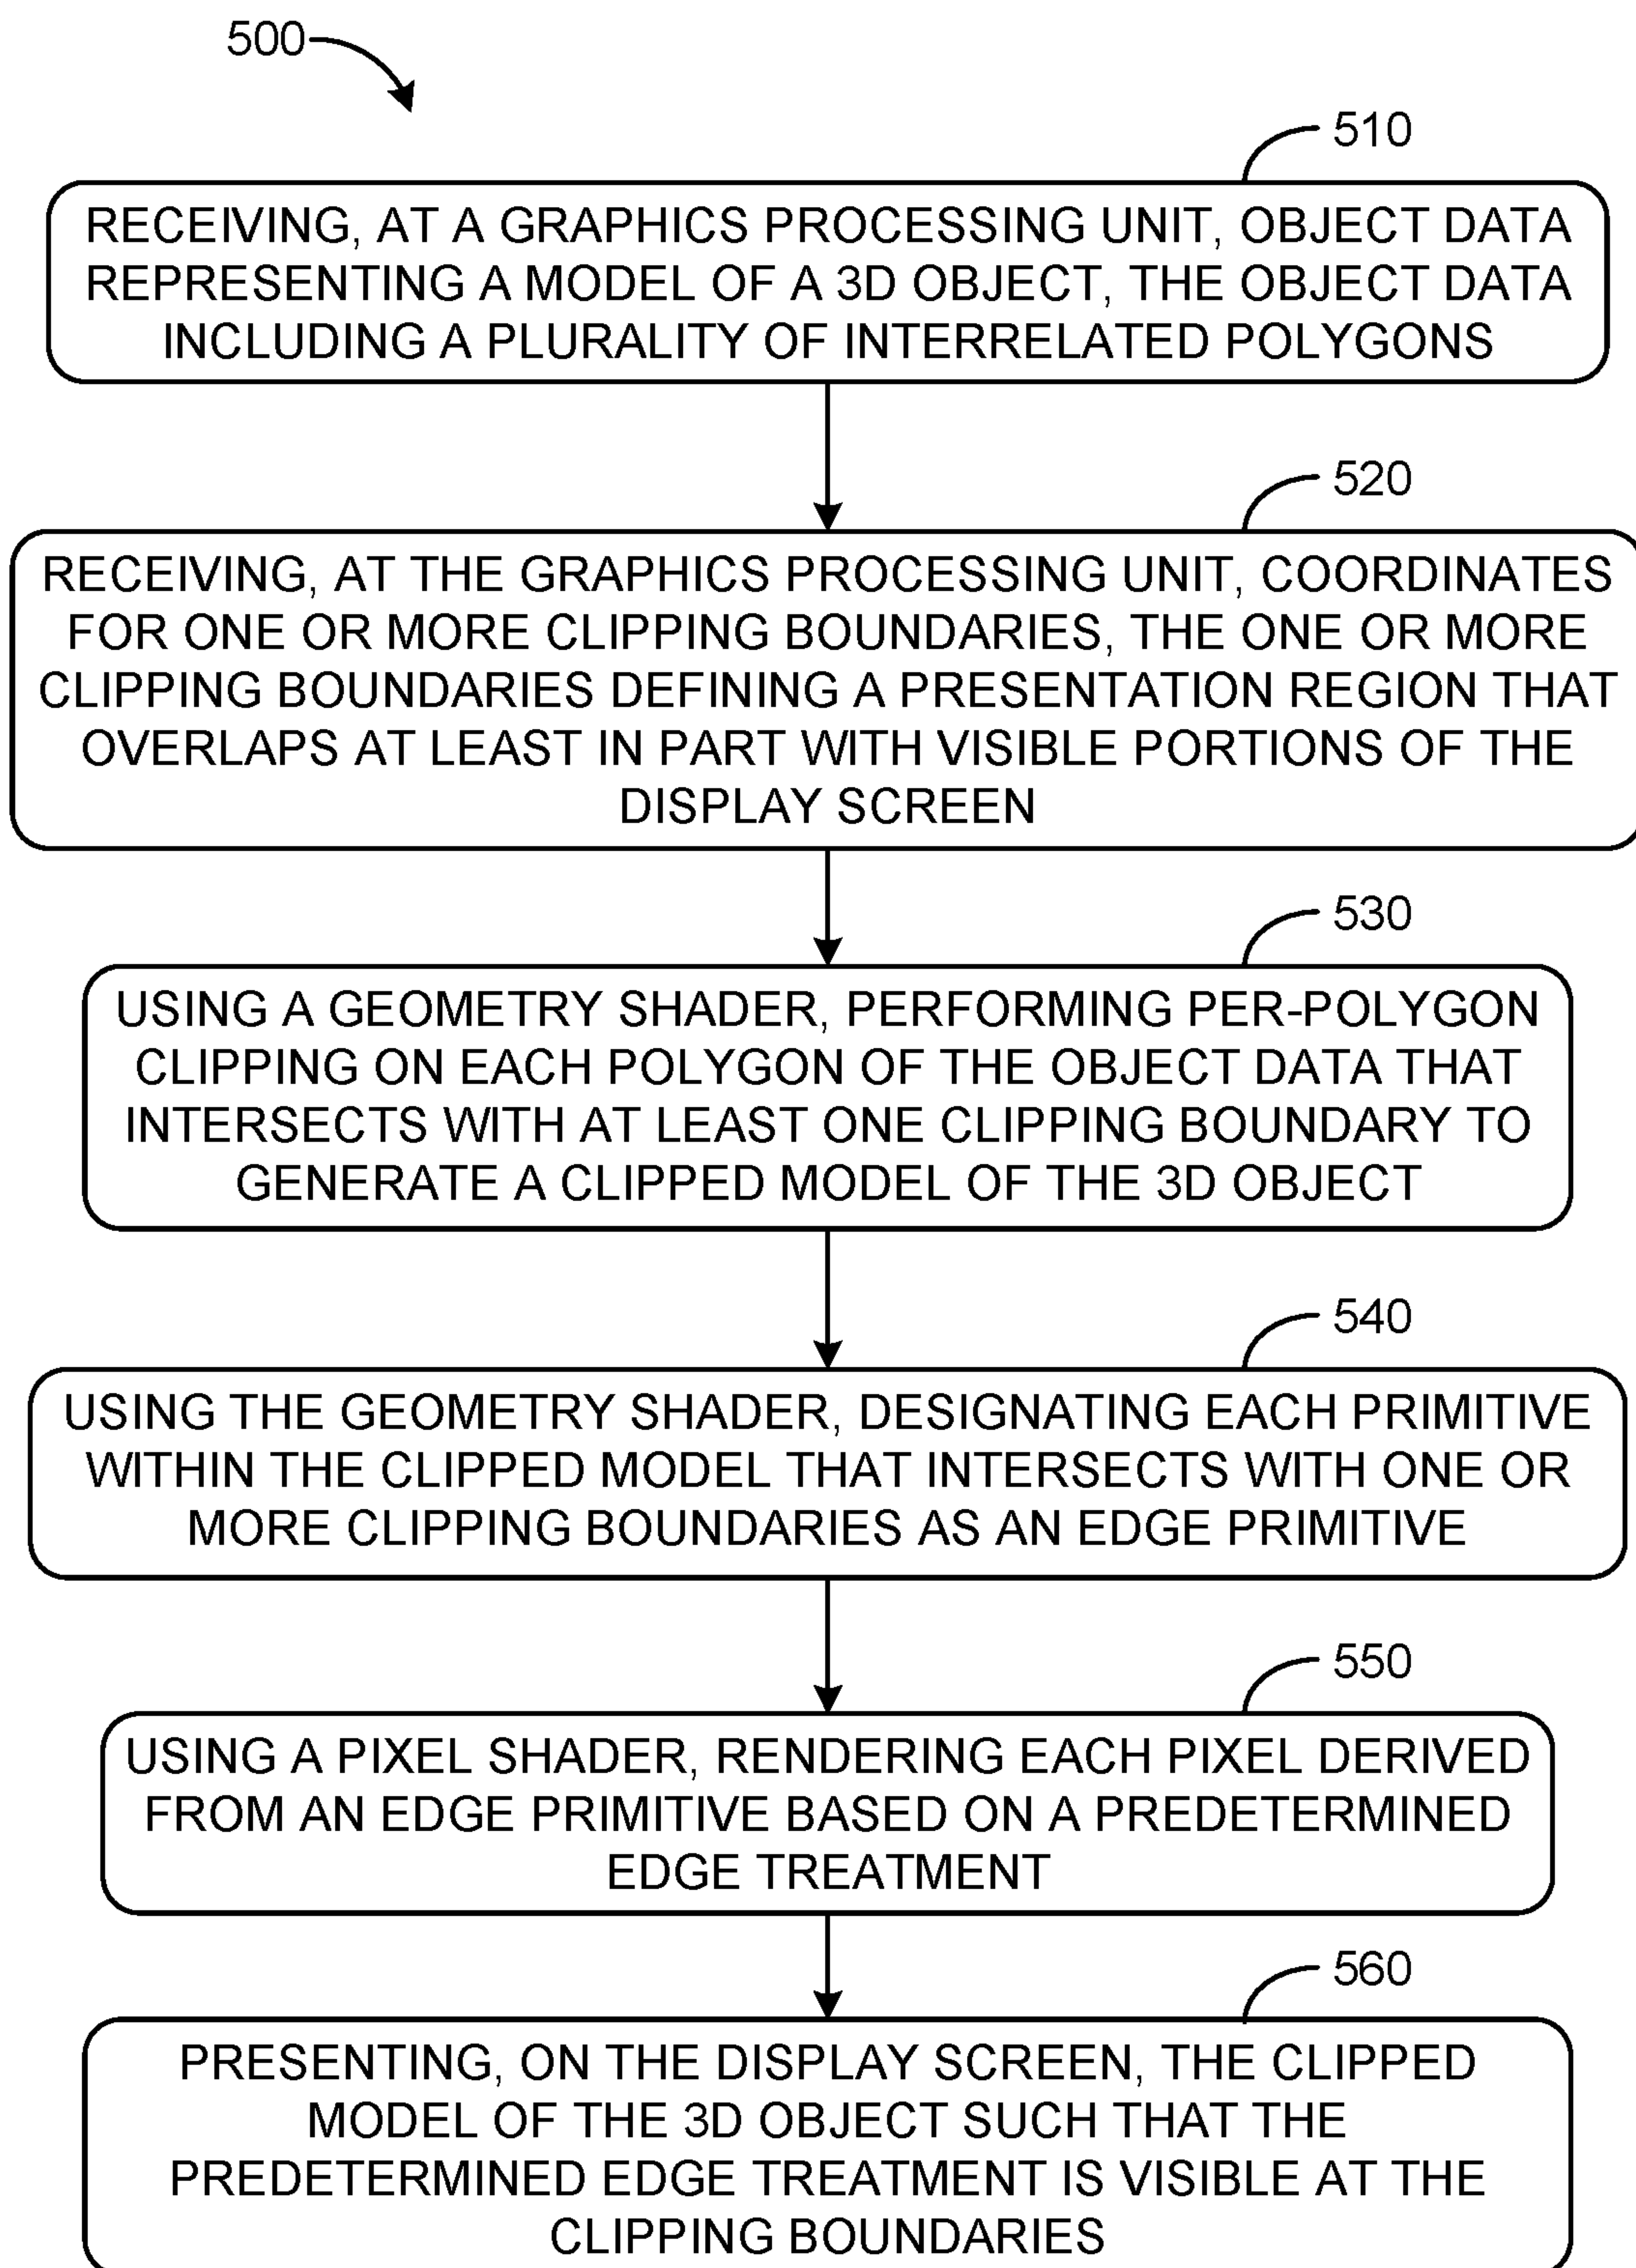 500
510
RECEIVING, AT A GRAPHICS PROCESSING UNIT, OBJECT DATA
REPRESENTING A MODEL OF A 3D OBJECT, THE OBJECT DATA
INCLUDING A PLURALITY OF INTERRELATED POLYGONS
520
RECEIVING, AT THE GRAPHICS PROCESSING UNIT, COORDINATES
FOR ONE OR MORE CLIPPING BOUNDARIES, THE ONE OR MORE
CLIPPING BOUNDARIES DEFINING A PRESENTATION REGION THAT
OVERLAPS AT LEAST IN PART WITH VISIBLE PORTIONS OF THE
DISPLAY SCREEN
530
USING A GEOMETRY SHADER, PERFORMING PER-POLYGON
CLIPPING ON EACH POLYGON OF THE OBJECT DATA THAT
INTERSECTS WITH AT LEAST ONE CLIPPING BOUNDARY TO
GENERATE A CLIPPED MODEL OF THE 3D OBJECT
540
USING THE GEOMETRY SHADER, DESIGNATING EACH PRIMITIVE
WITHIN THE CLIPPED MODEL THAT INTERSECTS WITH ONE OR
MORE CLIPPING BOUNDARIES AS AN EDGE PRIMITIVE
550
USING A PIXEL SHADER, RENDERING EACH PIXEL DERIVED
FROM AN EDGE PRIMITIVE BASED ON A PREDETERMINED
EDGE TREATMENT
560
PRESENTING, ON THE DISPLAY SCREEN, THE CLIPPED
MODEL OF THE 3D OBJECT SUCH THAT THE
PREDETERMINED EDGE TREATMENT IS VISIBLE AT THE
CLIPPING BOUNDARIES